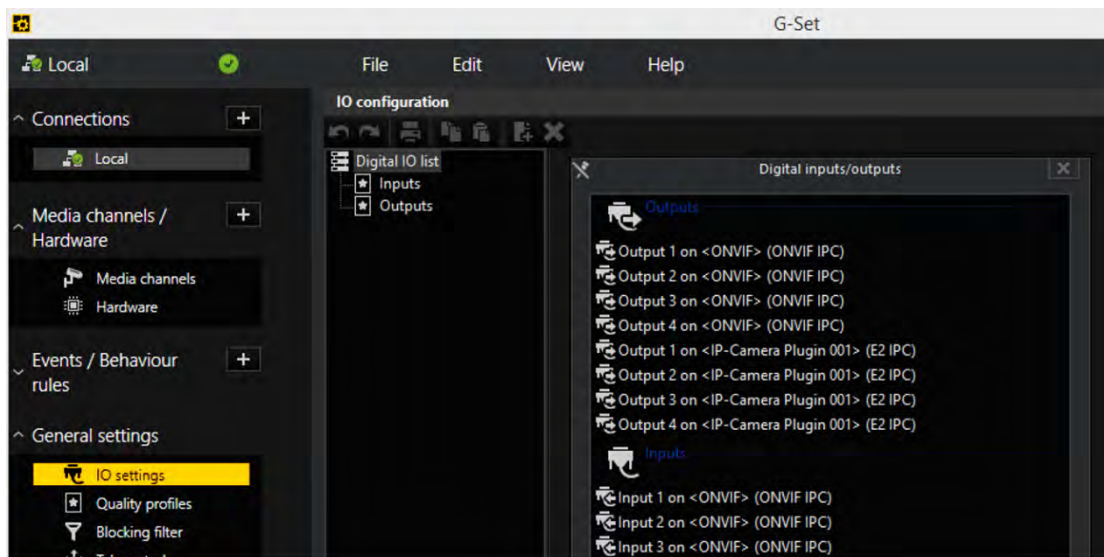 G-Set
Local
File Edit View Help
Connections
IO configuration
Local
Digital IO list
Inputs
Outputs
Digital inputs/outputs
Media channels /
Hardware
Media channels
Hardware
Events / Behaviour
rules
General settings
IO settings
Quality profiles
Blocking filter
Outputs
Output 1 on <ONVIF> (ONVIF IPC)
Output 2 on <ONVIF> (ONVIF IPC)
Output 3 on <ONVIF> (ONVIF IPC)
Output 4 on <ONVIF> (ONVIF IPC)
Output 1 on <IP-Camera Plugin 001> (E2 IPC)
Output 2 on <IP-Camera Plugin 001> (E2 IPC)
Output 3 on <IP-Camera Plugin 001> (E2 IPC)
Output 4 on <IP-Camera Plugin 001> (E2 IPC)
Inputs
Input 1 on <ONVIF> (ONVIF IPC)
Input 2 on <ONVIF> (ONVIF IPC)
Input 3 on <ONVIF> (ONVIF IPC)